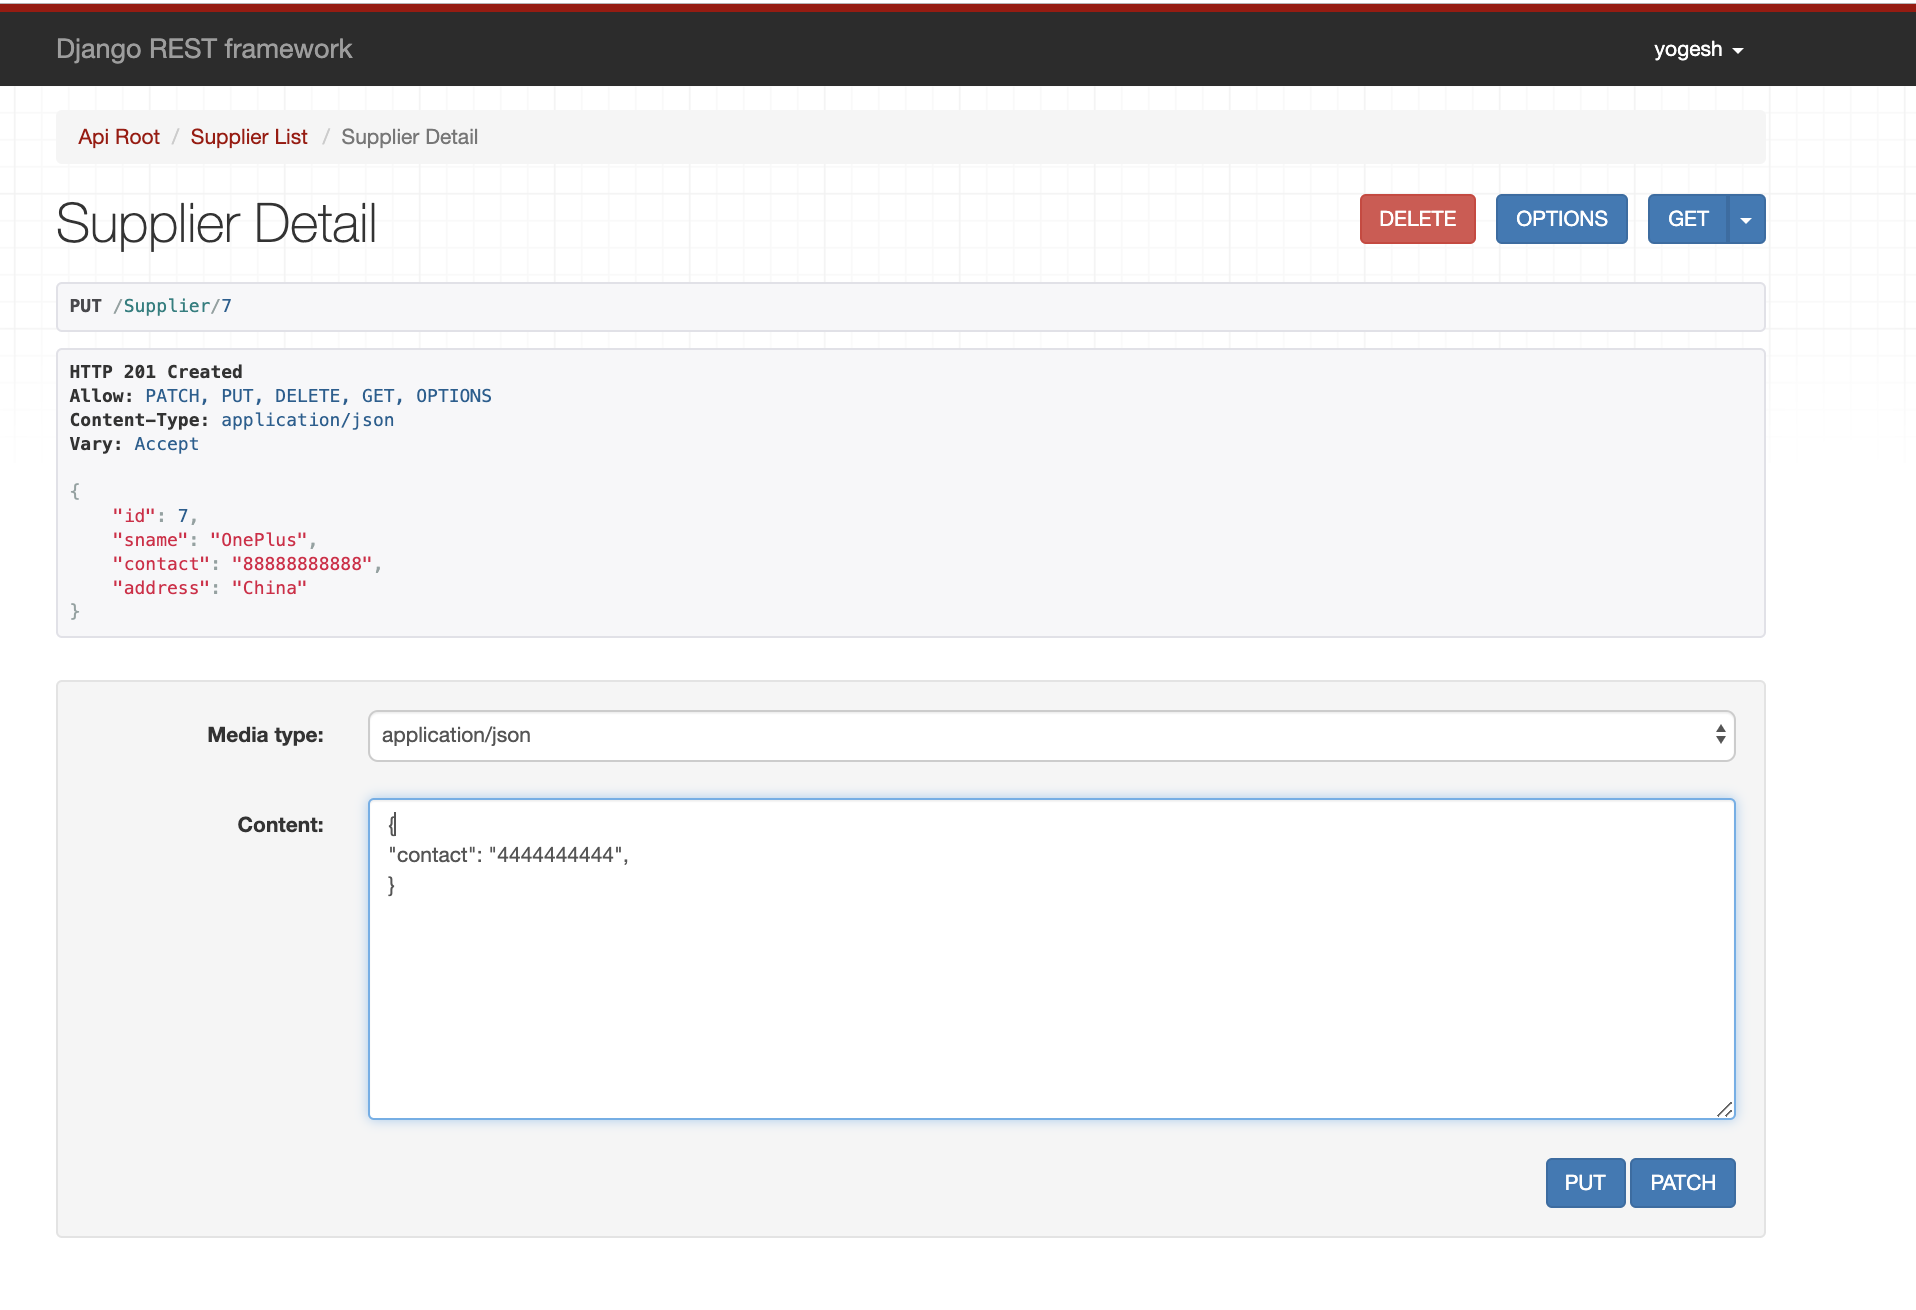 Django REST framework
yogesh
Api Root / Supplier List / Supplier Detail
Supplier Detail
DELETE
OPTIONS
GET
PUT /Supplier/7
HTTP 201 Created
Allow: PATCH, PUT, DELETE, GET, OPTIONS
Content-Type: application/json
Vary: Accept
{
    "id": 7,
    "sname": "OnePlus",
    "contact": "88888888888",
    "address": "China"
}
Media type:
application/json
Content:
{
"contact": "4444444444",
}
PUT
PATCH